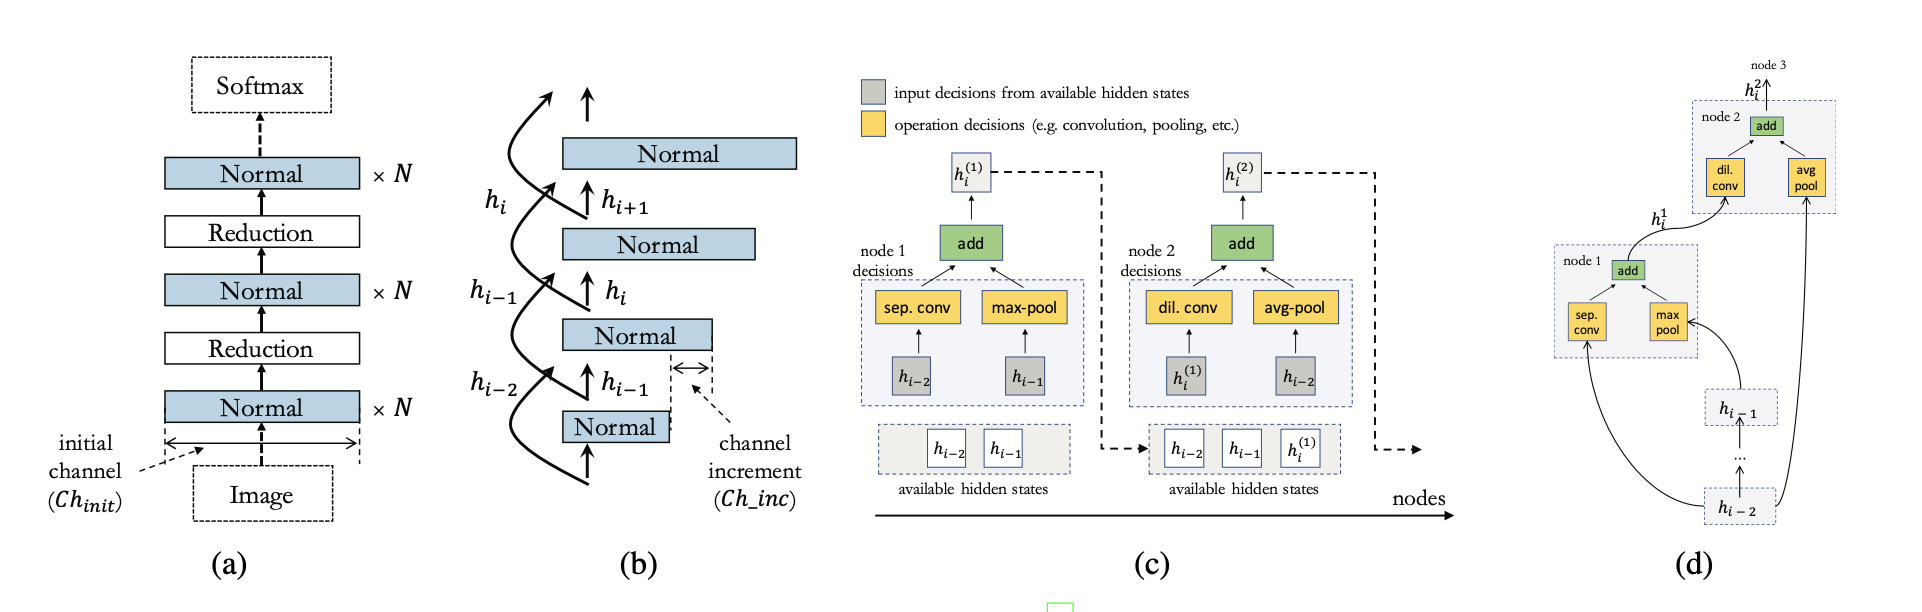 Softmax
Normal × N
Reduction
Normal × N
Reduction
Normal × N
initial
channel
(Ch_{init})
Image
(a)
Normal
h_i h_{i+1}
Normal
h_{i-1} h_i
Normal
h_{i-2} h_{i-1}
Normal
channel
increment
(Ch_inc)
(b)
input decisions from available hidden states
operation decisions (e.g. convolution, pooling, etc.)
h_i^{(1)}
add
node 1
decisions
sep. conv max-pool
h_{i-2} h_{i-1}
h_{i-2} h_{i-1}
available hidden states
h_i^{(2)}
add
node 2
decisions
dil. conv avg-pool
h_i^{(1)} h_{i-2}
h_{i-2} h_{i-1} h_i^{(1)}
available hidden states
nodes
(c)
node 3
h_i^2
node 2
add
dil.
conv
avg
pool
h_i^1
node 1
add
sep.
conv
max
pool
h_{i-1}
...
h_{i-2}
(d)